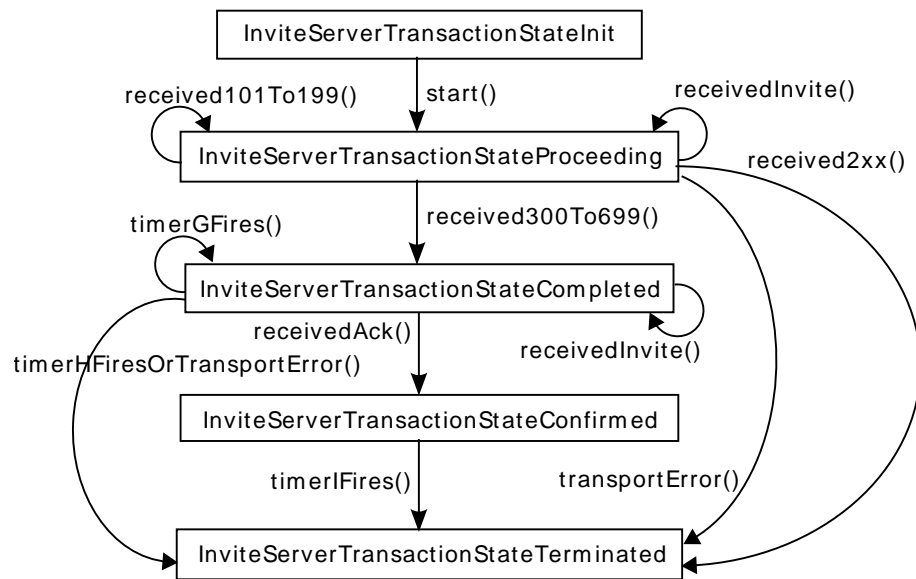 InviteServerTransactionStateInit
received101To199()
start()
receivedInvite()
InviteServerTransactionStateProceeding
received2xx()
timerGFires()
received300To699()
InviteServerTransactionStateCompleted
receivedAck()
receivedInvite()
timerHFiresOrTransportError()
InviteServerTransactionStateConfirmed
timerIFires()
transportError()
InviteServerTransactionStateTerminated